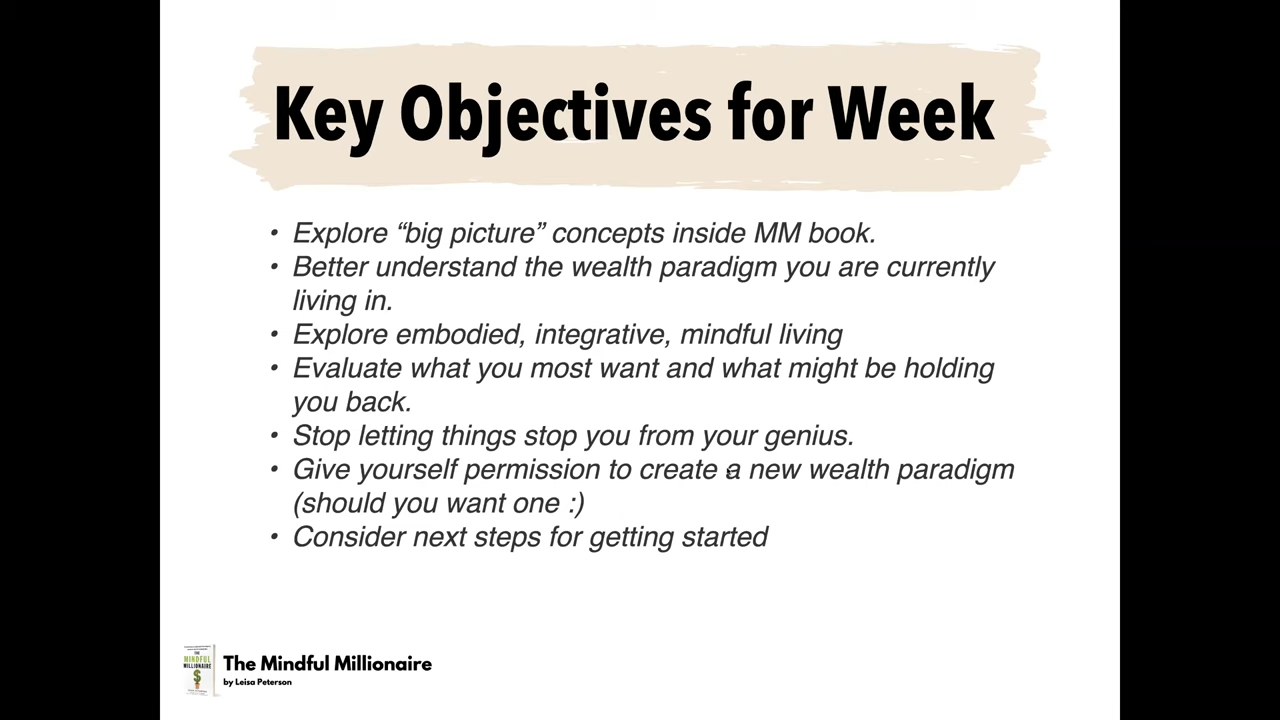 Key Objectives for Week
• Explore “big picture” concepts inside MM book.
• Better understand the wealth paradigm you are currently
living in.
• Explore embodied, integrative, mindful living
• Evaluate what you most want and what might be holding
you back.
• Stop letting things stop you from your genius.
• Give yourself permission to create a new wealth paradigm
(should you want one :)
• Consider next steps for getting started
THE
MINDFUL
MILLIONAIRE
The Mindful Millionaire
by Leisa Peterson